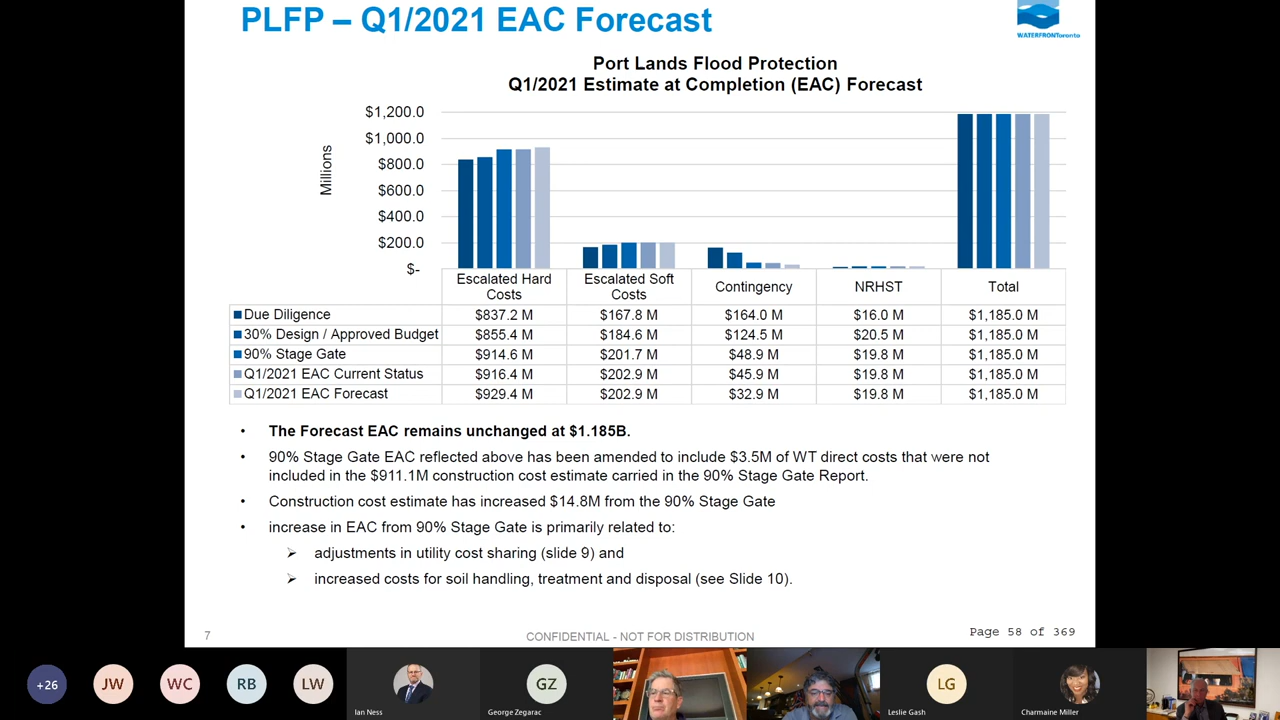 PLFP – Q1/2021 EAC Forecast
WATERFRONToronto
Port Lands Flood Protection
Q1/2021 Estimate at Completion (EAC) Forecast
Millions
$1,200.0
$1,000.0
$800.0
$600.0
$400.0
$200.0
$-
Escalated Hard Costs Escalated Soft Costs Contingency NRHST Total
Due Diligence $837.2 M $167.8 M $164.0 M $16.0 M $1,185.0 M
30% Design / Approved Budget $855.4 M $184.6 M $124.5 M $20.5 M $1,185.0 M
90% Stage Gate $914.6 M $201.7 M $48.9 M $19.8 M $1,185.0 M
Q1/2021 EAC Current Status $916.4 M $202.9 M $45.9 M $19.8 M $1,185.0 M
Q1/2021 EAC Forecast $929.4 M $202.9 M $32.9 M $19.8 M $1,185.0 M
• The Forecast EAC remains unchanged at $1.185B.
• 90% Stage Gate EAC reflected above has been amended to include $3.5M of WT direct costs that were not
included in the $911.1M construction cost estimate carried in the 90% Stage Gate Report.
• Construction cost estimate has increased $14.8M from the 90% Stage Gate
• increase in EAC from 90% Stage Gate is primarily related to:
➢ adjustments in utility cost sharing (slide 9) and
➢ increased costs for soil handling, treatment and disposal (see Slide 10).
7
CONFIDENTIAL - NOT FOR DISTRIBUTION
Page 58 of 369
+26
JW
WC
RB
LW
Ian Ness
GZ
George Zegarac
LG
Leslie Gash
Charmaine Miller